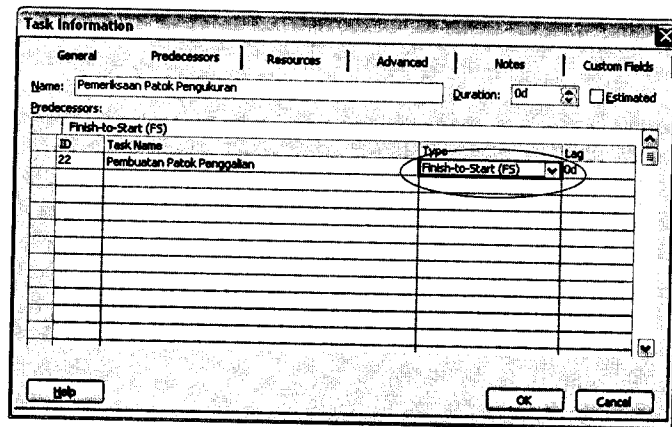 Task Information
General Predecessors Resources Advanced Notes Custom Fields
Name: Pemeriksaan Patok Pengukuran Duration: 0d Estimated
Predecessors:
Finish-to-Start (FS)
ID Task Name Type Lag
22 Pembuatan Patok Penggalian Finish-to-Start (FS) 0d
Help OK Cancel